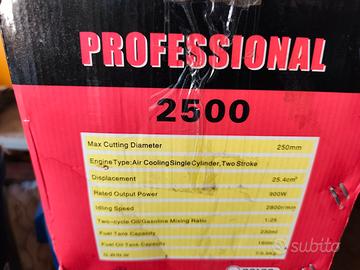 PROFESSIONAL
2500
Max Cutting Diameter 250mm
Engine Type:Air Cooling Single Cylinder, Two Stroke
Displacement 25.4cm³
Rated Output Power 900W
Idling Speed 2800r/min
Two-cycle Oil/Gasoline Mixing Ratio 1:25
Fuel Tank Capacity 230ml
Fuel Oil Tank Capacity 160ml
G.W/N.W
subito